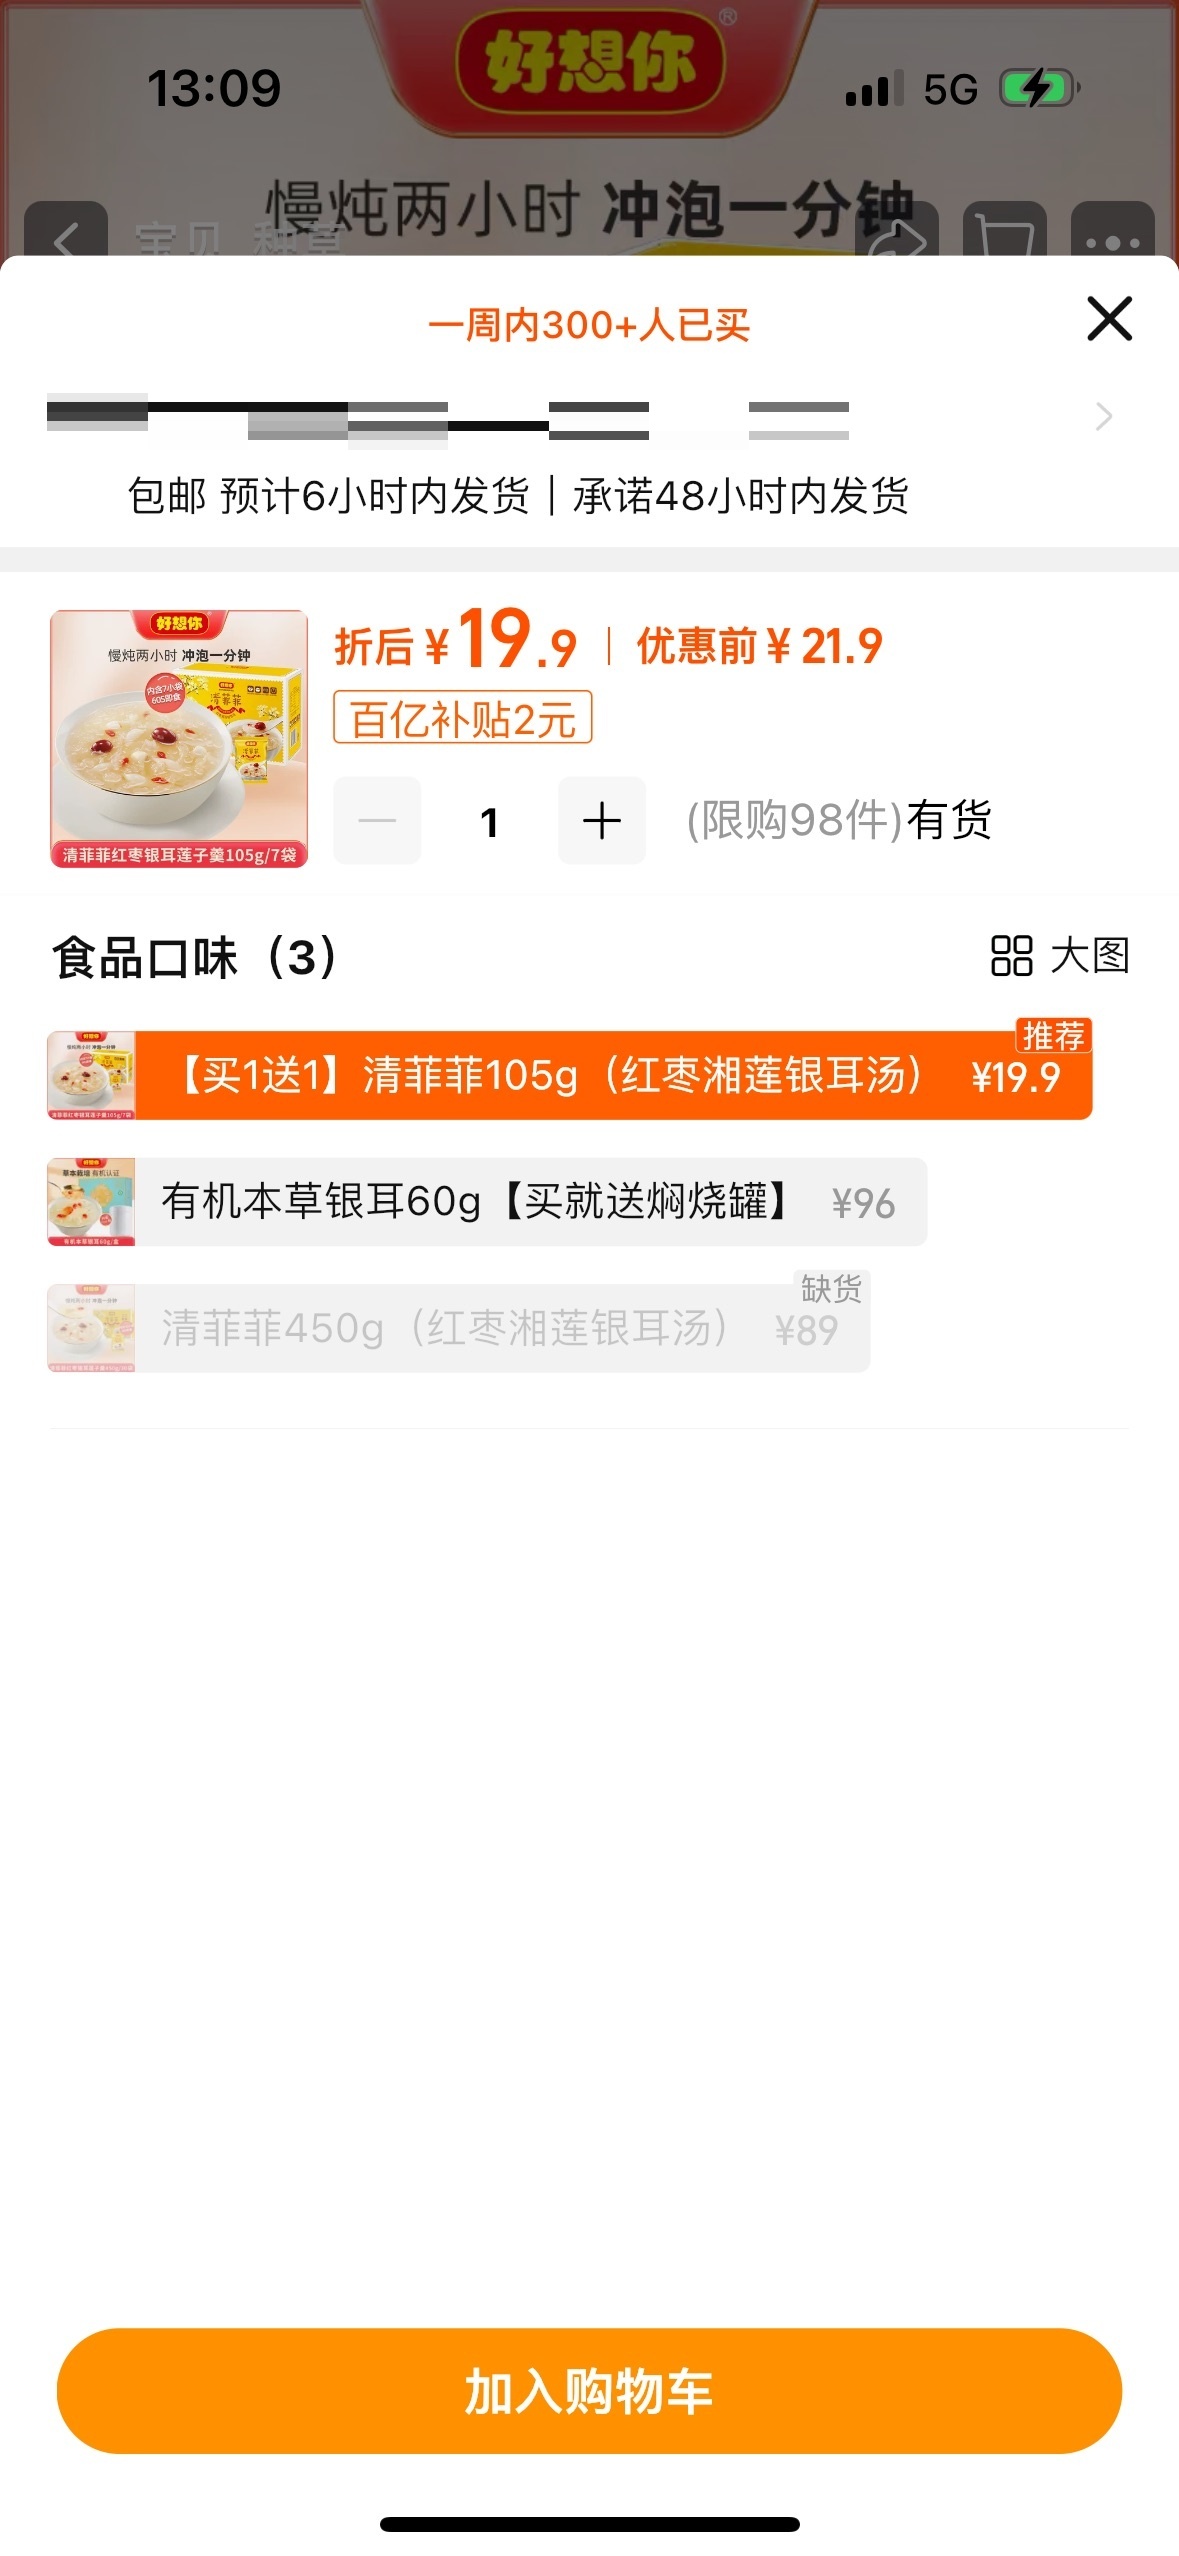 好想你®
13:09
5G
慢炖两小时 冲泡一分钟
宝贝 种草
一周内300+人已买
包邮 预计6小时内发货｜承诺48小时内发货
好想你
慢炖两小时 冲泡一分钟
内含7小袋
60S即食
清菲菲
清菲菲红枣银耳莲子羹105g/7袋
折后 ¥19.9｜优惠前 ¥ 21.9
百亿补贴2元
1
(限购98件)有货
食品口味（3）
大图
推荐
【买1送1】清菲菲105g（红枣湘莲银耳汤） ¥19.9
有机本草银耳60g【买就送焖烧罐】 ¥96
缺货
清菲菲450g（红枣湘莲银耳汤） ¥89
加入购物车